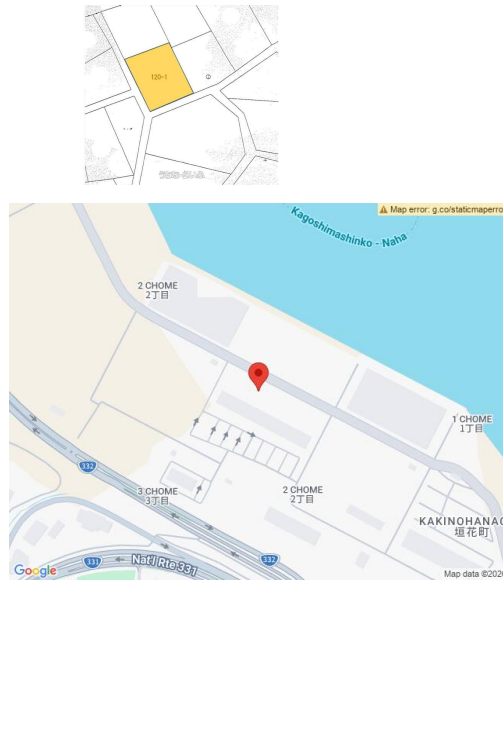 120-1
Map error: g.co/staticmaperro
Kagoshimashinko - Naha
2 CHOME
2丁目
1 CHOME
1丁目
332
3 CHOME
3丁目
2 CHOME
2丁目
KAKINOHANAC
垣花町
331
Nat'l Rte 331
332
Google
Map data ©2020